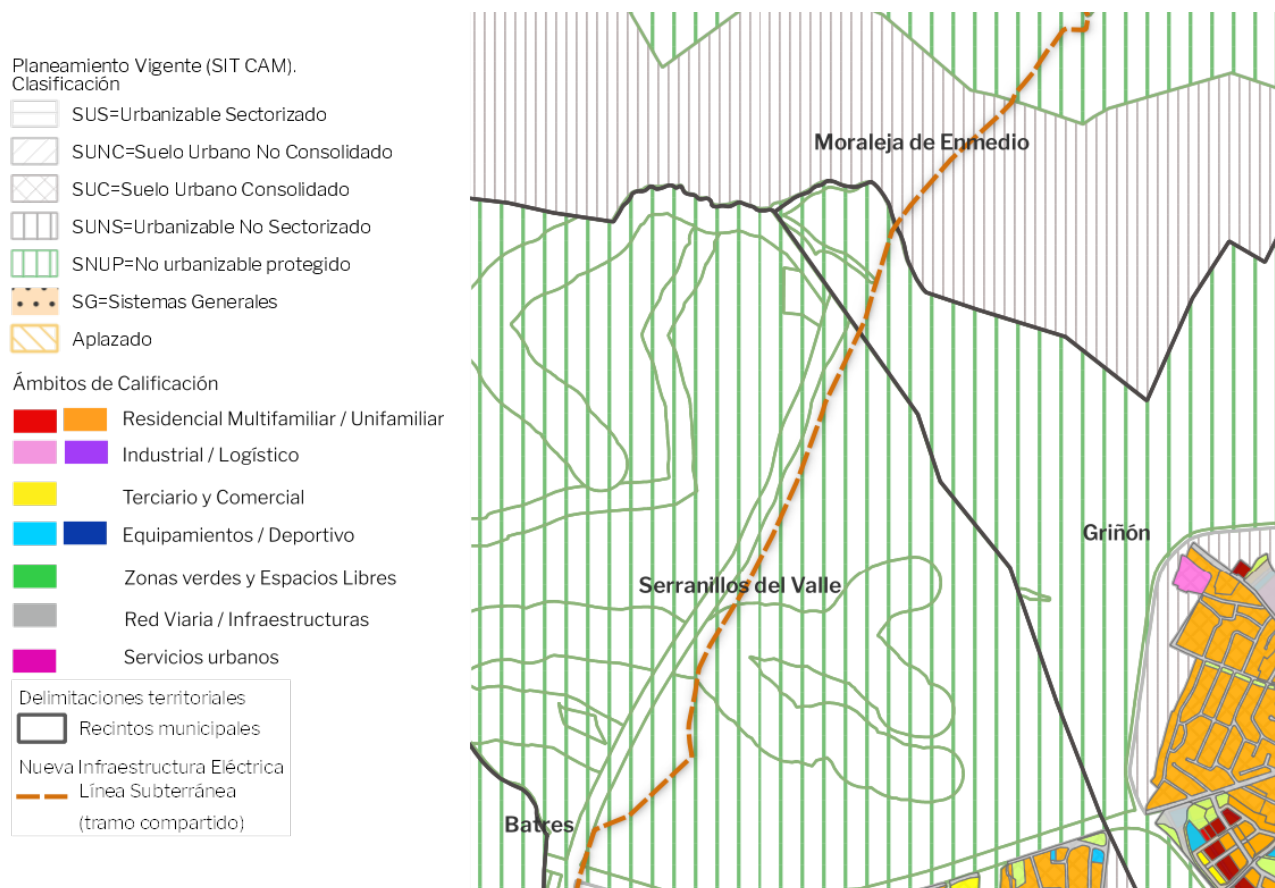 Planeamiento Vigente (SIT CAM).
Clasificación
SUS=Urbanizable Sectorizado
SUNC=Suelo Urbano No Consolidado
SUC=Suelo Urbano Consolidado
SUNS=Urbanizable No Sectorizado
SNUP=No urbanizable protegido
SG=Sistemas Generales
Aplazado
Ámbitos de Calificación
Residencial Multifamiliar / Unifamiliar
Industrial / Logístico
Terciario y Comercial
Equipamientos / Deportivo
Zonas verdes y Espacios Libres
Red Viaria / Infraestructuras
Servicios urbanos
Delimitaciones territoriales
Recintos municipales
Nueva Infraestructura Eléctrica
Línea Subterránea
(tramo compartido)
Moraleja de Enmedio
Griñón
Serranillos del Valle
Batres